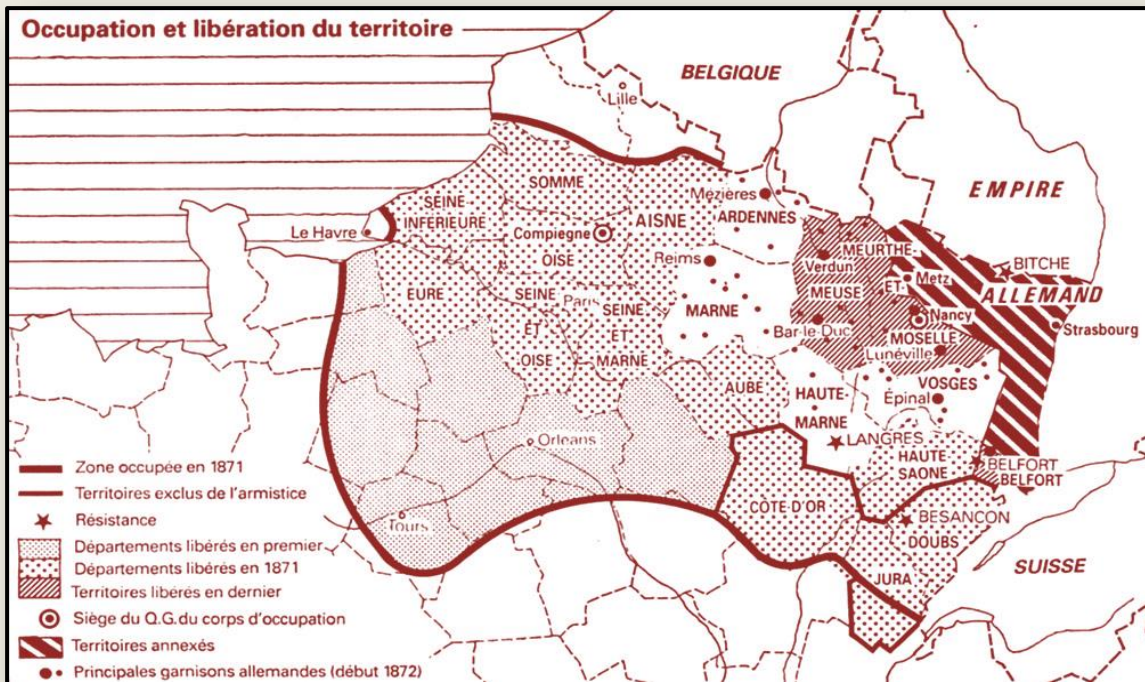 Occupation et libération du territoire
BELGIQUE
Lille
EMPIRE
ALLEMAND
SOMME
SEINE-
INFERIEURE
Le Havre
Compiegne
OISE
AISNE
Mézières
ARDENNES
Reims
MARNE
EURE
SEINE
ET
OISE
Paris
SEINE
ET
MARNE
Verdun
MEUSE
Bar-le-Duc
MEURTHE-
ET-
MOSELLE
Metz
Nancy
Lunéville
BITCHE
Strasbourg
AUBE
HAUTE-
MARNE
VOSGES
Épinal
LANGRES
HAUTE
SAONE
BELFORT
BELFORT
Orleans
Tours
CÔTE-D'OR
BESANÇON
DOUBS
JURA
SUISSE
Zone occupée en 1871
Territoires exclus de l'armistice
Résistance
Départements libérés en premier
Départements libérés en 1871
Territoires libérés en dernier
Siège du Q.G.du corps d'occupation
Territoires annexés
Principales garnisons allemandes (début 1872)